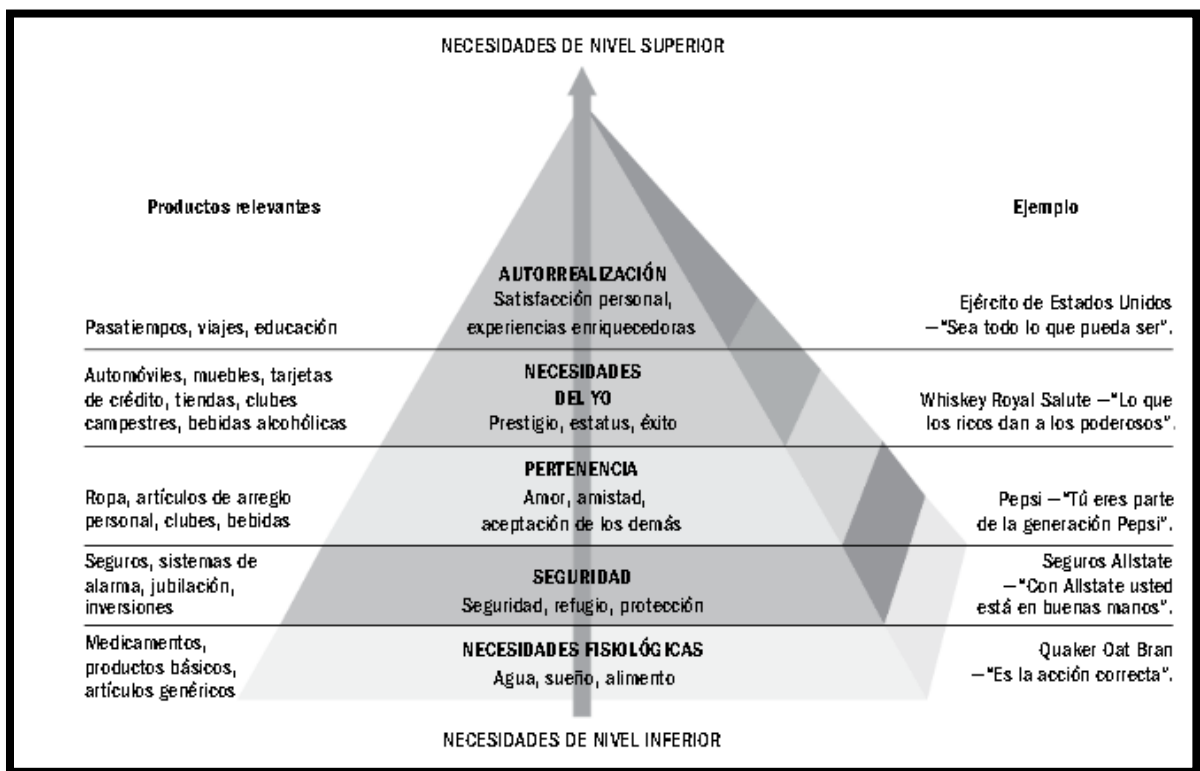 NECESIDADES DE NIVEL SUPERIOR
Productos relevantes
Ejemplo
AUTORREALIZACIÓN
Satisfacción personal,
experiencias enriquecedoras
Pasatiempos, viajes, educación
Ejército de Estados Unidos
—"Sea todo lo que pueda ser".
Automóviles, muebles, tarjetas
de crédito, tiendas, clubes
campestres, bebidas alcohólicas
NECESIDADES
DEL YO
Prestigio, estatus, éxito
Whiskey Royal Salute —"Lo que
los ricos dan a los poderosos".
Ropa, artículos de arreglo
personal, clubes, bebidas
PERTENENCIA
Amor, amistad,
aceptación de los demás
Pepsi —"Tú eres parte
de la generación Pepsi".
Seguros, sistemas de
alarma, jubilación,
inversiones
SEGURIDAD
Seguridad, refugio, protección
Seguros Allstate
—"Con Allstate usted
está en buenas manos".
Medicamentos,
productos básicos,
artículos genéricos
NECESIDADES FISIOLÓGICAS
Agua, sueño, alimento
Quaker Oat Bran
—"Es la acción correcta".
NECESIDADES DE NIVEL INFERIOR